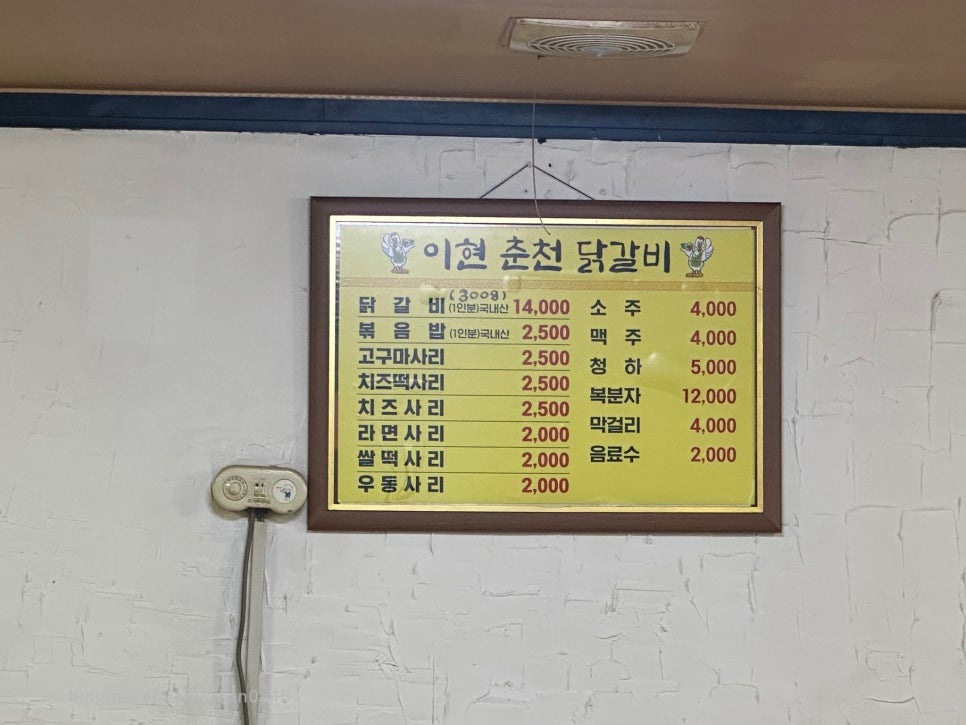 이현 춘천 닭갈비
(300g)
닭 갈 비 (1인분)국내산 14,000
볶 음 밥 (1인분)국내산 2,500
고구마사리 2,500
치즈떡사리 2,500
치 즈 사 리 2,500
라 면 사 리 2,000
쌀 떡 사 리 2,000
우 동 사 리 2,000
소 주 4,000
맥 주 4,000
청 하 5,000
복분자 12,000
막걸리 4,000
음료수 2,000